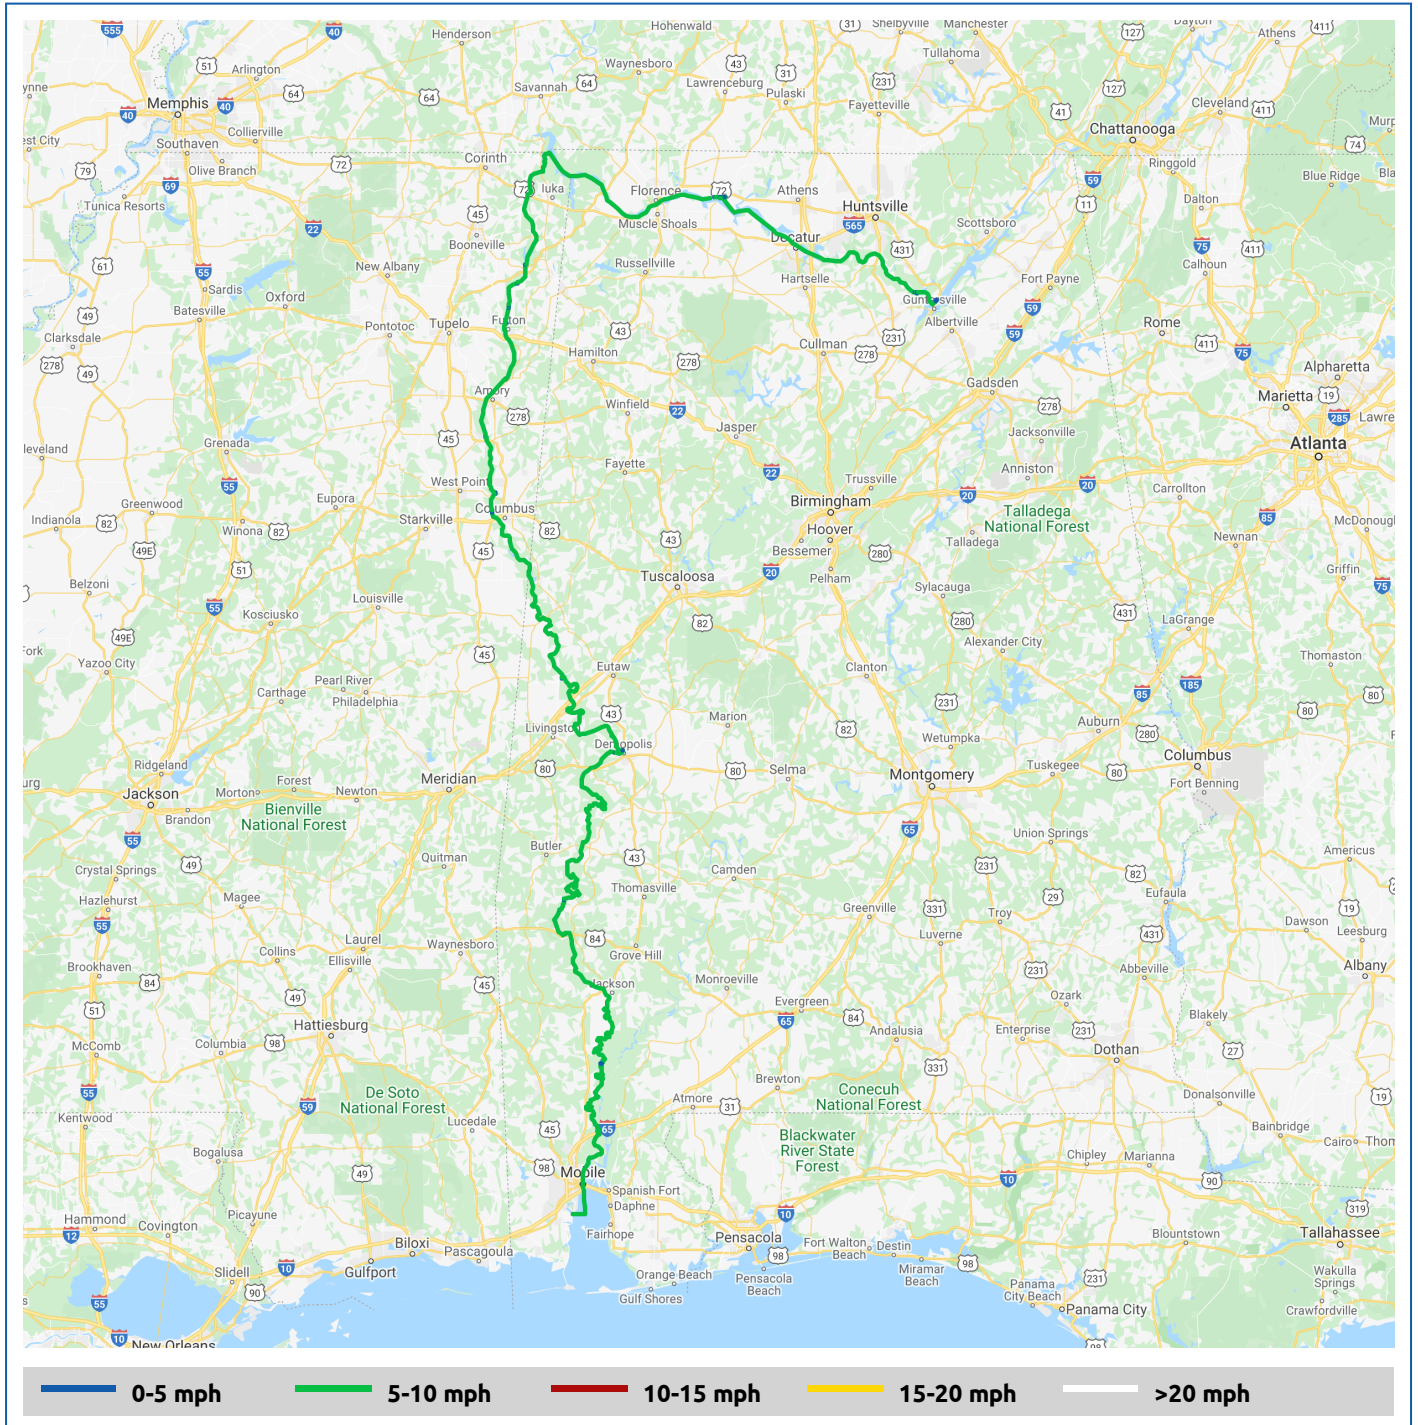 Hohenwald
Shelbyville
Manchester
Dayton
Athens
Henderson
Tullahoma
Waynesboro
Lawrenceburg
Pulaski
Fayetteville
Arlington
Savannah
Cleveland
Memphis
Collierville
Southaven
Olive Branch
Corinth
Chattanooga
Ringgold
Blue Ridge
Tunica Resorts
Iuka
Florence
Athens
Dalton
Muscle Shoals
Huntsville
Scottsboro
Booneville
Decatur
New Albany
Russellville
Hartselle
Fort Payne
Calhoun
Sardis
Oxford
Batesville
Guntersville
Albertville
Rome
Clarksdale
Pontotoc
Tupelo
Fulton
Hamilton
Cullman
Alpharetta
Gadsden
Marietta
Amory
Winfield
Jasper
Jacksonville
Atlanta
Grenada
Fayette
Anniston
West Point
Trussville
Carrollton
Greenwood
Eupora
Columbus
Birmingham
Indianola
Winona
Starkville
Hoover
Talladega
National Forest
Bessemer
Talladega
Newnan
Griffin
Belzoni
Tuscaloosa
Pelham
Sylacauga
Louisville
Kosciusko
LaGrange
Alexander City
Yazoo City
Eutaw
Clanton
Thomaston
Carthage
Pearl River
Philadelphia
Marion
Auburn
Livingston
Wetumpka
Demopolis
Columbus
Ridgeland
Forest
Meridian
Selma
Montgomery
Tuskegee
Fort Benning
Jackson
Morton
Newton
Brandon
Bienville
National Forest
Union Springs
Quitman
Butler
Americus
Crystal Springs
Camden
Thomasville
Hazlehurst
Magee
Greenville
Troy
Eufaula
Dawson
Leesburg
Laurel
Waynesboro
Luverne
Collins
Ellisville
Grove Hill
Brookhaven
Monroeville
Abbeville
Albany
Jackson
Evergreen
Ozark
Hattiesburg
Andalusia
Enterprise
Blakely
McComb
Columbia
Dothan
Brewton
Conecuh
National Forest
De Soto
National Forest
Atmore
Donalsonville
Kentwood
Lucedale
Bainbridge
Cairo
Blackwater
River State
Forest
Bogalusa
Chipley
Marianna
Mobile
Spanish Fort
Daphne
Picayune
Hammond
Covington
Fairhope
Pensacola
Fort Walton
Beach
Destin
Blountstown
Tallahassee
Biloxi
Pascagoula
Slidell
Gulfport
Orange Beach
Gulf Shores
Pensacola
Beach
Miramar
Beach
Panama
City Beach
Panama City
Wakulla
Springs
Crawfordville
New Orleans
0-5 mph
5-10 mph
10-15 mph
15-20 mph
>20 mph